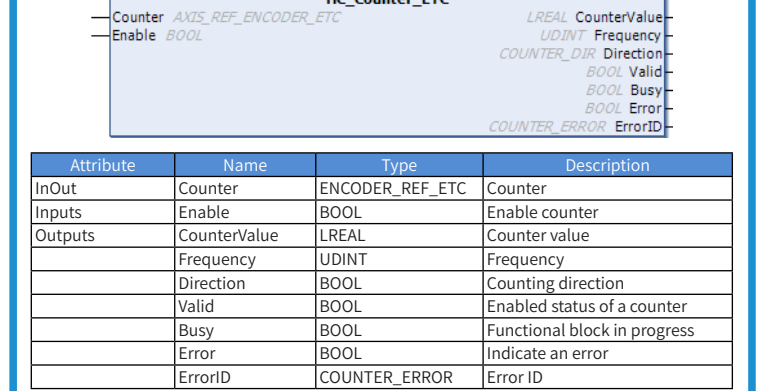 Counter AXIS_REF_ENCODER_ETC LREAL CounterValue
Enable BOOL UDINT Frequency
COUNTER_DIR Direction
BOOL Valid
BOOL Busy
BOOL Error
COUNTER_ERROR ErrorID
Attribute Name Type Description
InOut Counter ENCODER_REF_ETC Counter
Inputs Enable BOOL Enable counter
Outputs CounterValue LREAL Counter value
Frequency UDINT Frequency
Direction BOOL Counting direction
Valid BOOL Enabled status of a counter
Busy BOOL Functional block in progress
Error BOOL Indicate an error
ErrorID COUNTER_ERROR Error ID